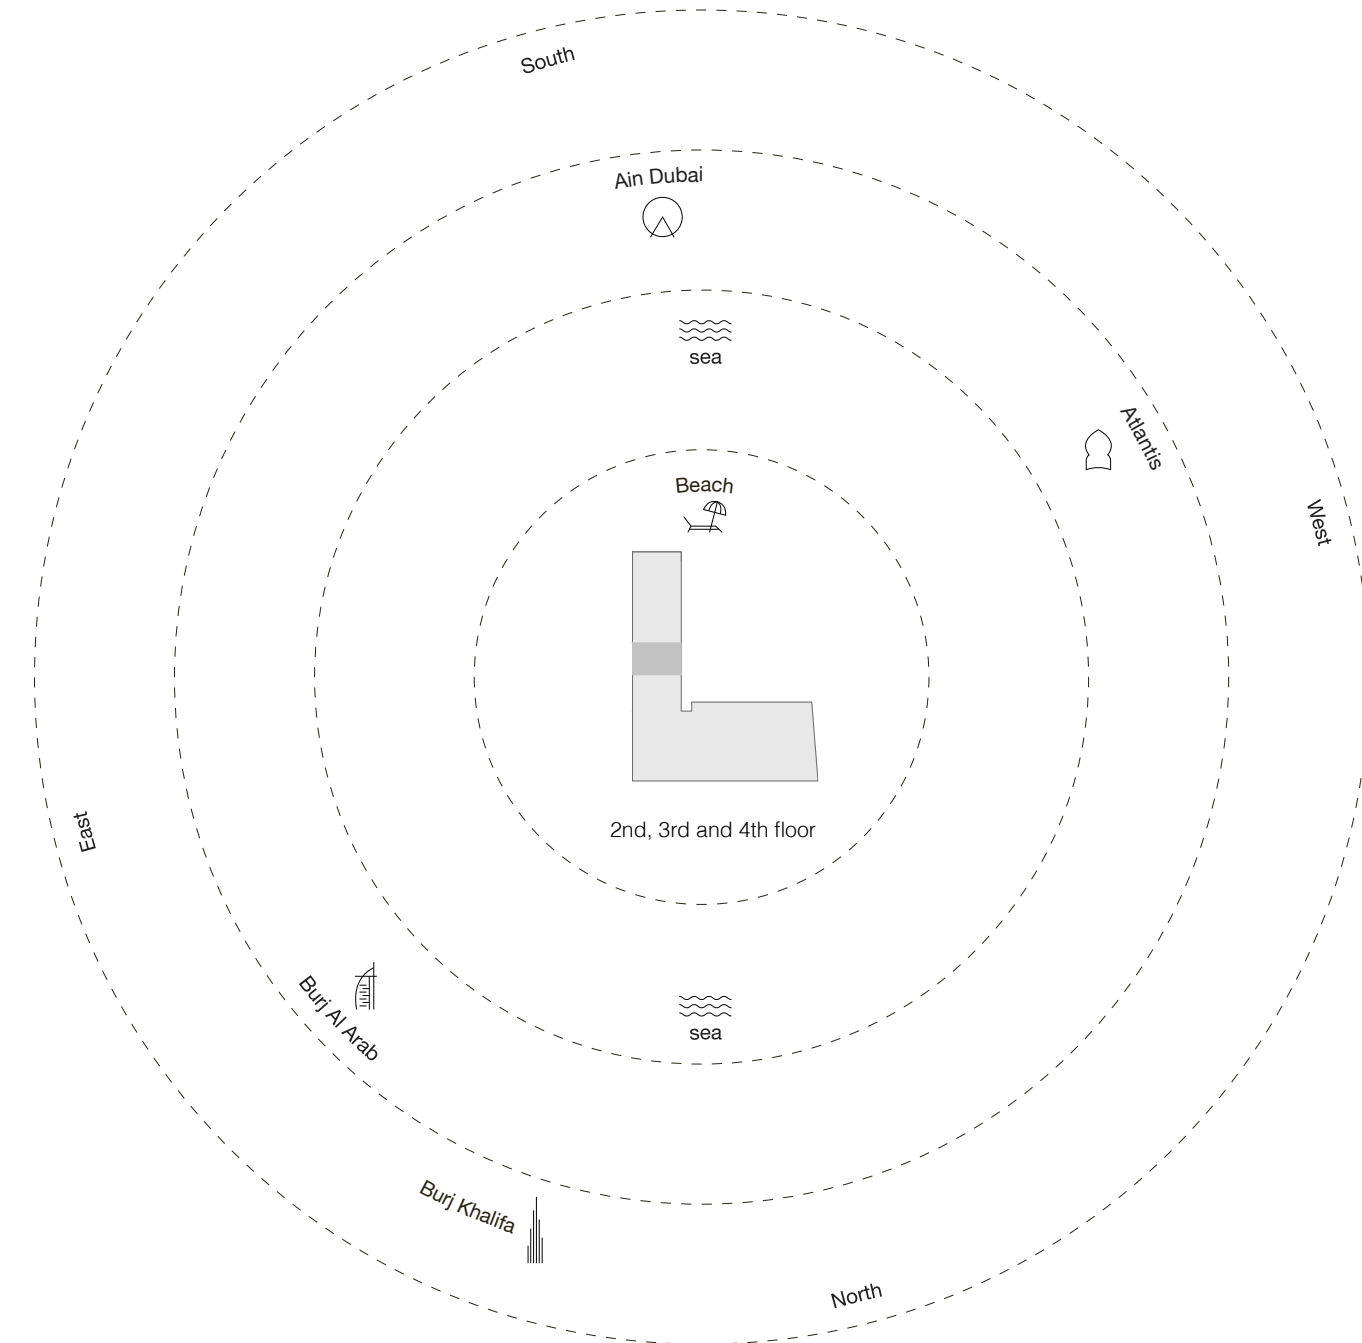 South
Ain Dubai
sea
Atlantis
Beach
West
East
2nd, 3rd and 4th floor
Burj Al Arab
sea
Burj Khalifa
North